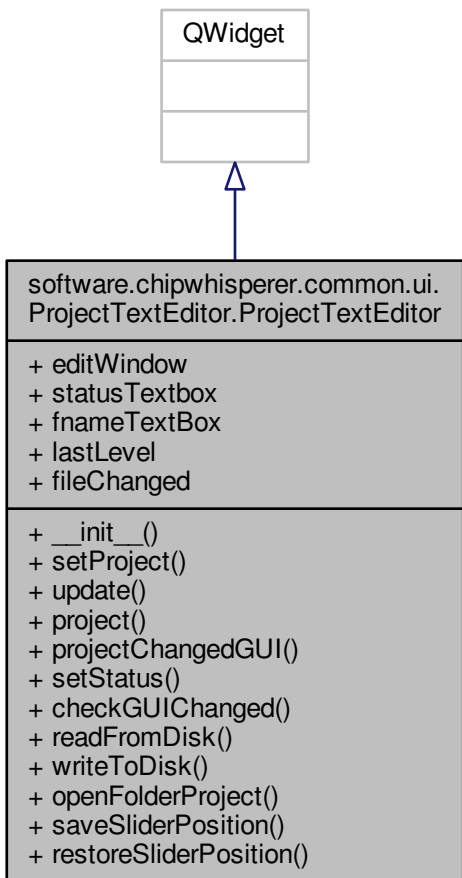 QWidget
software.chipwhisperer.common.ui.
ProjectTextEditor.ProjectTextEditor
+ editWindow
+ statusTextbox
+ fnameTextBox
+ lastLevel
+ fileChanged
+ __init__()
+ setProject()
+ update()
+ project()
+ projectChangedGUI()
+ setStatus()
+ checkGUIChanged()
+ readFromDisk()
+ writeToDisk()
+ openFolderProject()
+ saveSliderPosition()
+ restoreSliderPosition()